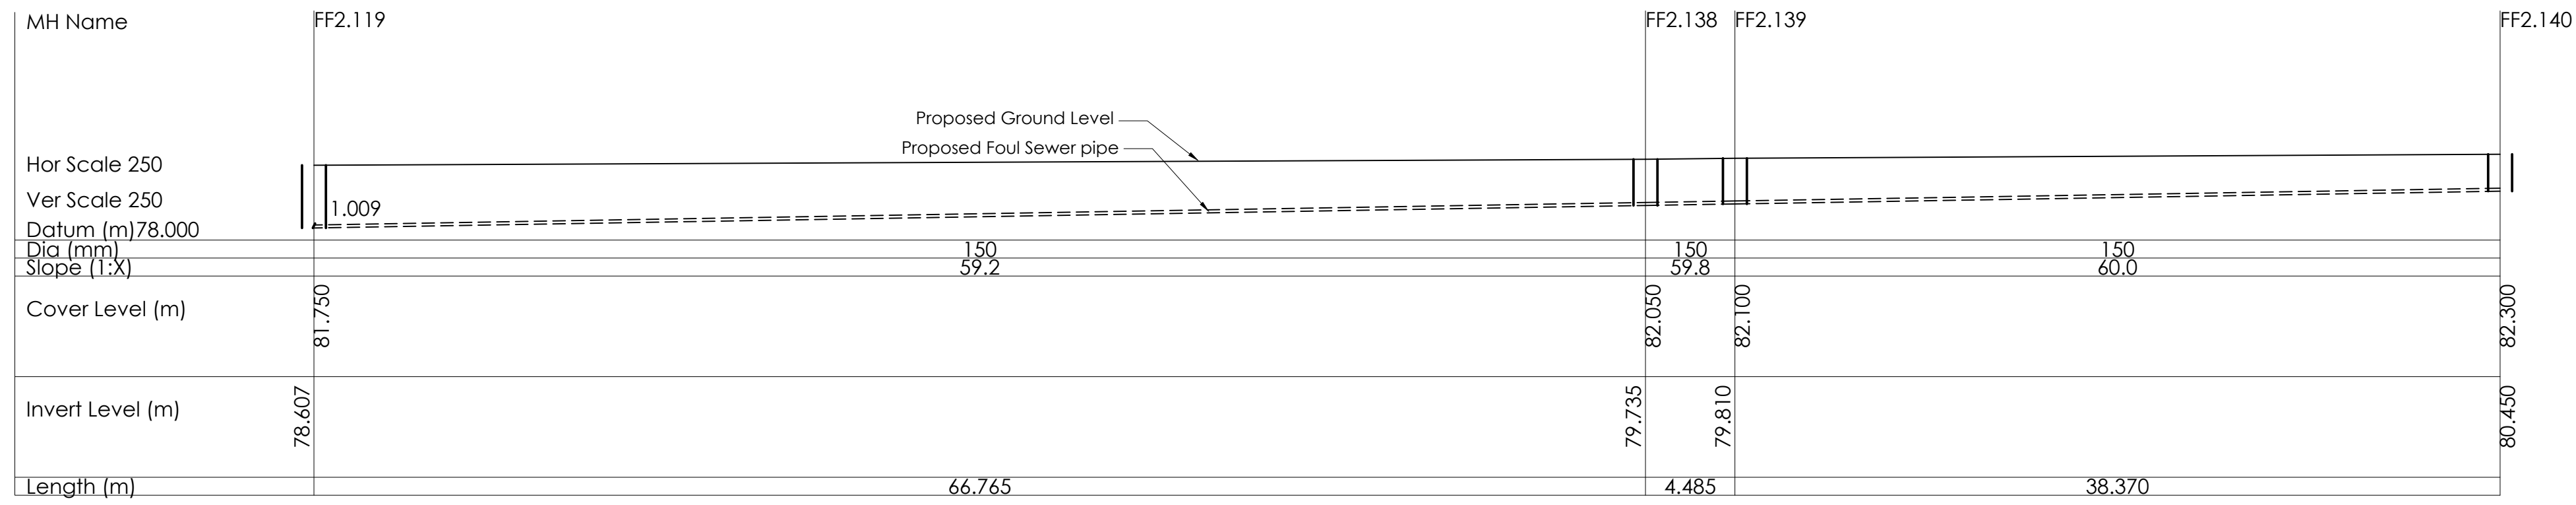 MH Name FF2.119 FF2.138 FF2.139 FF2.140
Proposed Ground Level
Proposed Foul Sewer pipe
Hor Scale 250
Ver Scale 250
1.009
Datum (m)78.000
Dia (mm) 150 150 150
Slope (1:X) 59.2 59.8 60.0
Cover Level (m) 81.750 82.050 82.100 82.300
Invert Level (m) 78.607 79.735 79.810 80.450
Length (m) 66.765 4.485 38.370